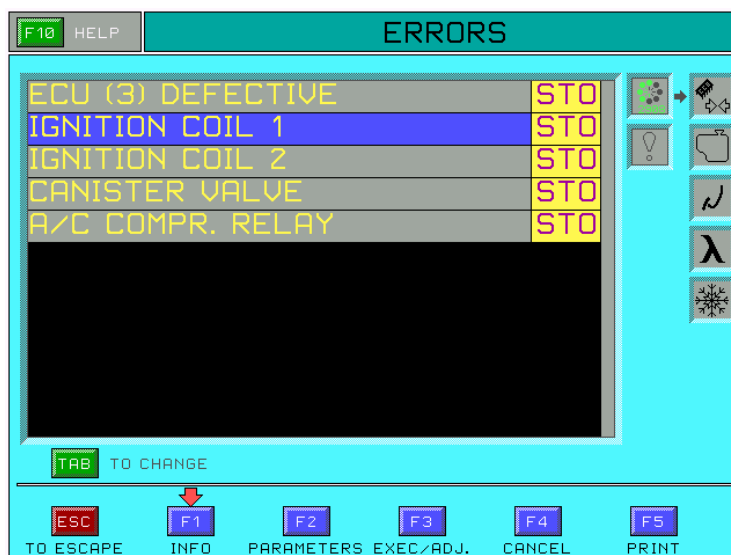 F10 HELP ERRORS
ECU (3) DEFECTIVE STO
IGNITION COIL 1 STO
IGNITION COIL 2 STO
CANISTER VALVE STO
A/C COMPR. RELAY STO
TAB TO CHANGE
ESC F1 F2 F3 F4 F5
TO ESCAPE INFO PARAMETERS EXEC/ADJ. CANCEL PRINT